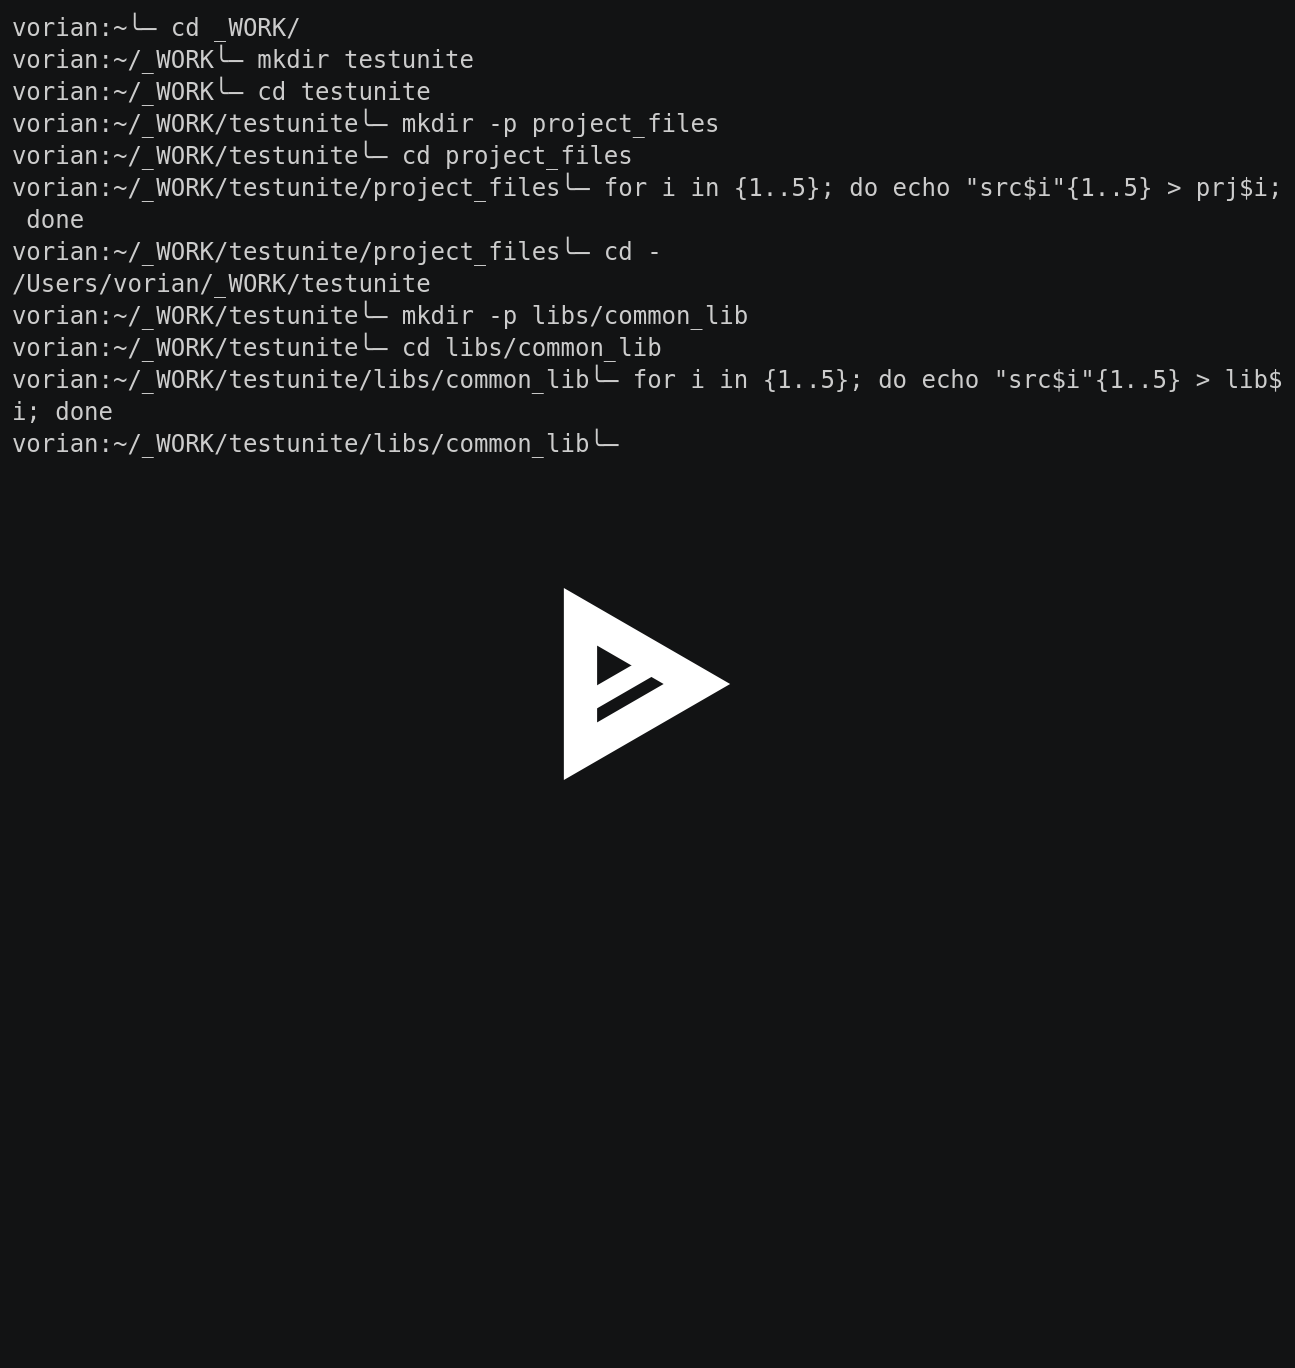 vorian:~╰─ cd _WORK/
vorian:~/_WORK╰─ mkdir testunite
vorian:~/_WORK╰─ cd testunite
vorian:~/_WORK/testunite╰─ mkdir -p project_files
vorian:~/_WORK/testunite╰─ cd project_files
vorian:~/_WORK/testunite/project_files╰─ for i in {1..5}; do echo "src$i"{1..5} > prj$i;
 done
vorian:~/_WORK/testunite/project_files╰─ cd -
/Users/vorian/_WORK/testunite
vorian:~/_WORK/testunite╰─ mkdir -p libs/common_lib
vorian:~/_WORK/testunite╰─ cd libs/common_lib
vorian:~/_WORK/testunite/libs/common_lib╰─ for i in {1..5}; do echo "src$i"{1..5} > lib$
i; done
vorian:~/_WORK/testunite/libs/common_lib╰─